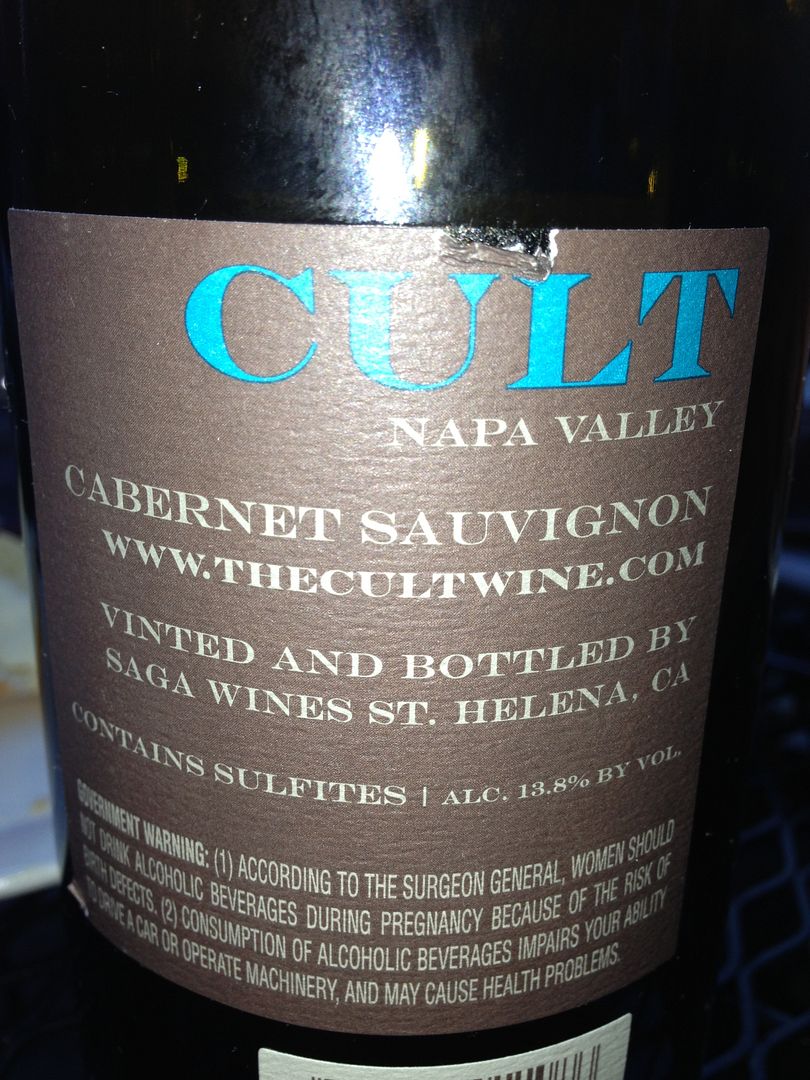 CULT
NAPA VALLEY
CABERNET SAUVIGNON
WWW.THECULTWINE.COM
VINTED AND BOTTLED BY
SAGA WINES ST. HELENA, CA
CONTAINS SULFITES | ALC. 13.8% BY VOL.
GOVERNMENT WARNING: (1) ACCORDING TO THE SURGEON GENERAL, WOMEN SHOULD
NOT DRINK ALCOHOLIC BEVERAGES DURING PREGNANCY BECAUSE OF THE RISK OF
BIRTH DEFECTS. (2) CONSUMPTION OF ALCOHOLIC BEVERAGES IMPAIRS YOUR ABILITY
TO DRIVE A CAR OR OPERATE MACHINERY, AND MAY CAUSE HEALTH PROBLEMS.